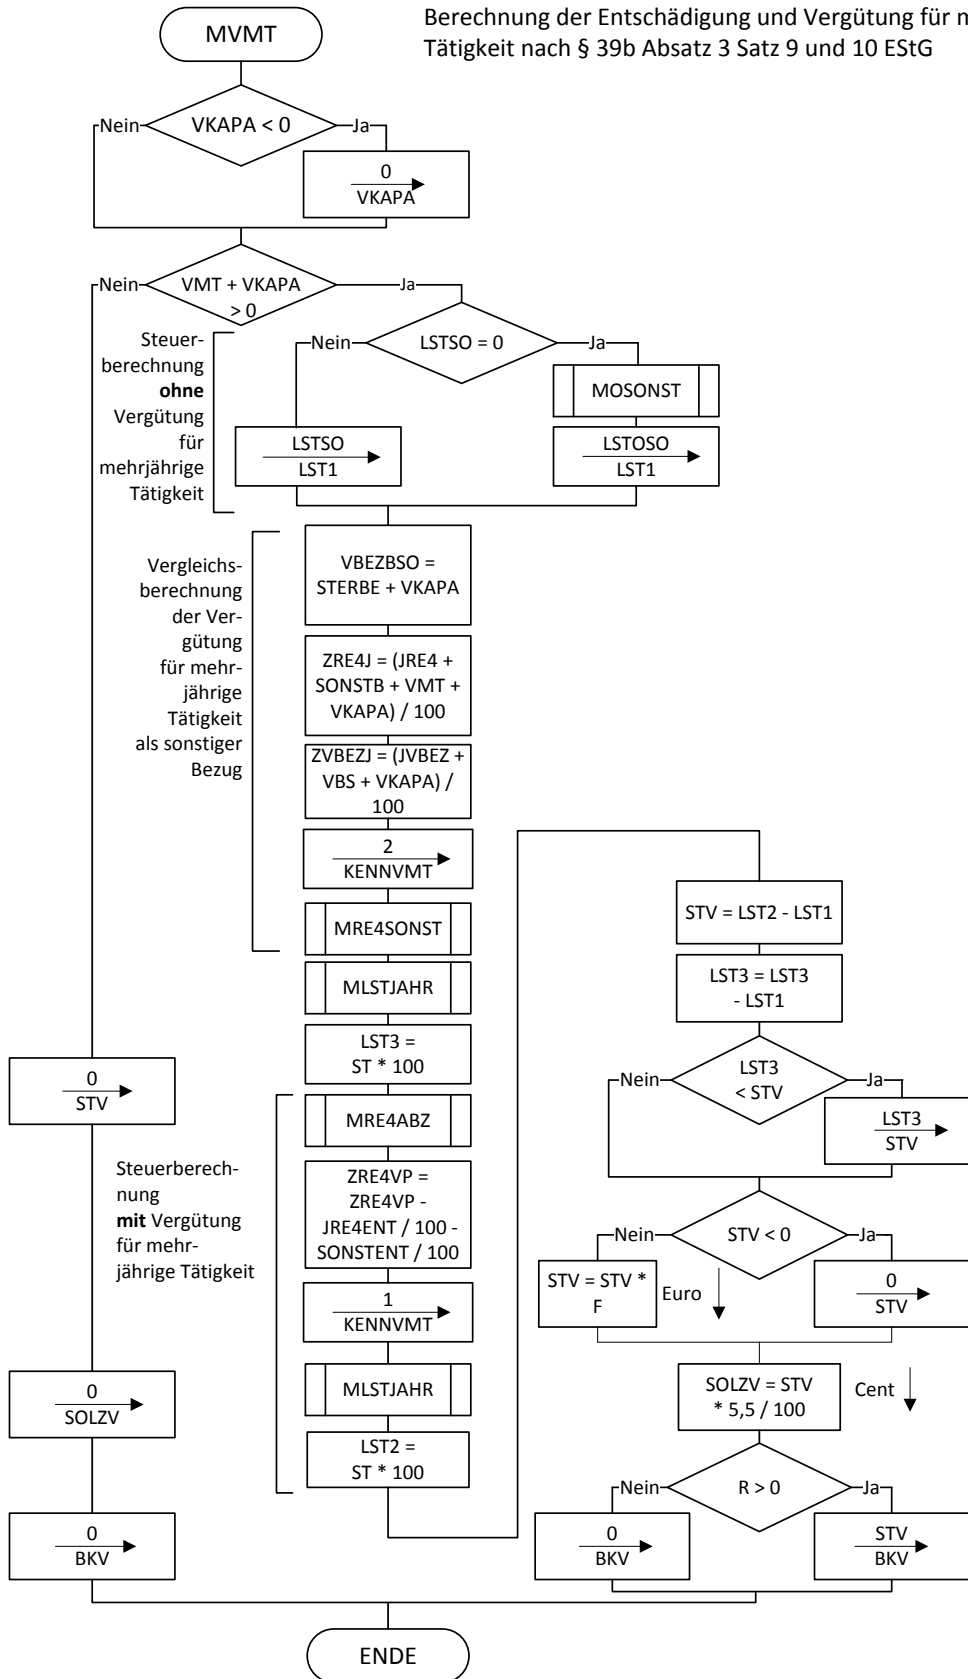 Berechnung der Entschädigung und Vergütung für
Tätigkeit nach § 39b Absatz 3 Satz 9 und 10 EStG
MVMT
VKAPA < 0
Nein
Ja
0
VKAPA
VMT + VKAPA
> 0
Nein
Ja
LSTSO = 0
Nein
Ja
Steuer-
berechnung
ohne
Vergütung
für
mehrjährige
Tätigkeit
MOSONST
LSTSO
LST1
LSTOSO
LST1
Vergleichs-
berechnung
der Ver-
gütung
für mehr-
jährige
Tätigkeit
als sonstiger
Bezug
VBEZBSO =
STERBE + VKAPA
ZRE4J = (JRE4 +
SONSTB + VMT +
VKAPA) / 100
ZVBEZJ = (JVBEZ +
VBS + VKAPA) /
100
2
KENNVMT
MRE4SONST
MLSTJAHR
LST3 =
ST * 100
Steuerberech-
nung
mit Vergütung
für mehr-
jährige Tätigkeit
MRE4ABZ
ZRE4VP =
ZRE4VP -
JRE4ENT / 100 -
SONSTENT / 100
1
KENNVMT
MLSTJAHR
LST2 =
ST * 100
0
STV
0
SOLZV
0
BKV
STV = LST2 - LST1
LST3 = LST3
- LST1
LST3
< STV
Nein
Ja
LST3
STV
STV < 0
Nein
Ja
STV = STV *
F
Euro
0
STV
SOLZV = STV
* 5,5 / 100
Cent
R > 0
Nein
Ja
0
BKV
STV
BKV
ENDE